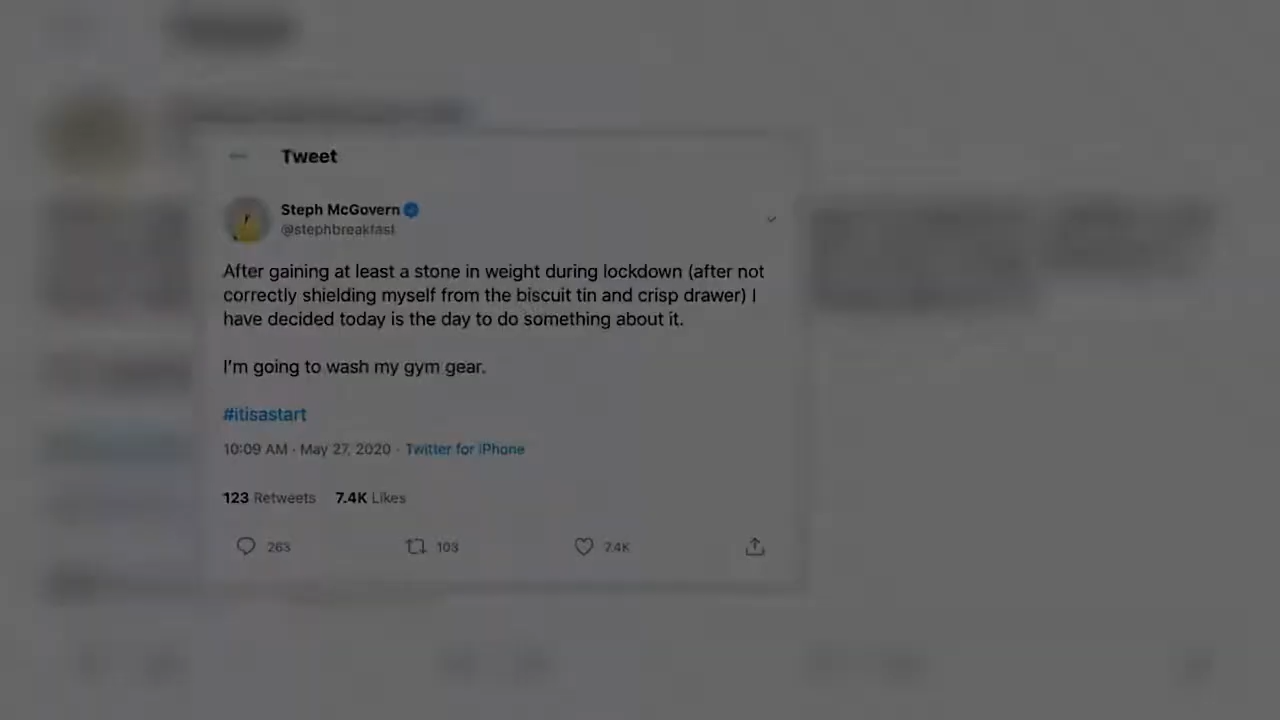 Tweet
Steph McGovern
@stephbreakfast
After gaining at least a stone in weight during lockdown (after not
correctly shielding myself from the biscuit tin and crisp drawer) I
have decided today is the day to do something about it.
I'm going to wash my gym gear.
#itisastart
10:09 AM · May 27, 2020 · Twitter for iPhone
123 Retweets 7.4K Likes
263 103 7.4K